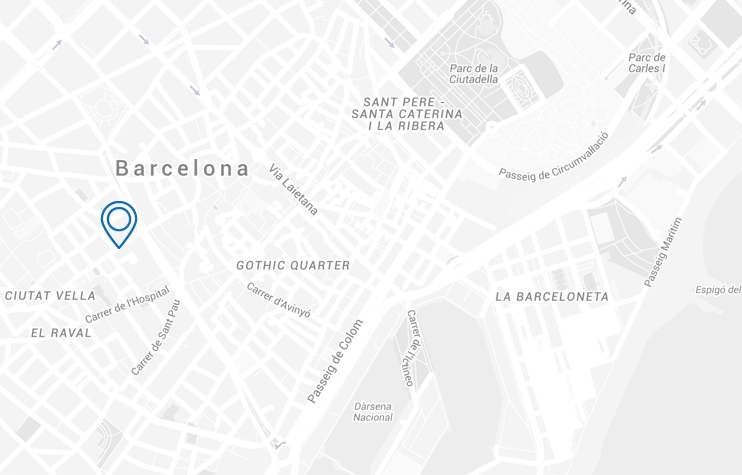 rina
Parc de la
Ciutadella
Parc de
Carles I
SANT PERE -
SANTA CATERINA
I LA RIBERA
Passeig de Circumval·lació
Barcelona
Via Laietana
Passeig Marítim
GOTHIC QUARTER
Espigó del
CIUTAT VELLA
Carrer de l'Hospital
Carrer d'Avinyó
LA BARCELONETA
EL RAVAL
Carrer de Sant Pau
Passeig de Colom
Carrer de l'Ictíneo
Dàrsena
Nacional